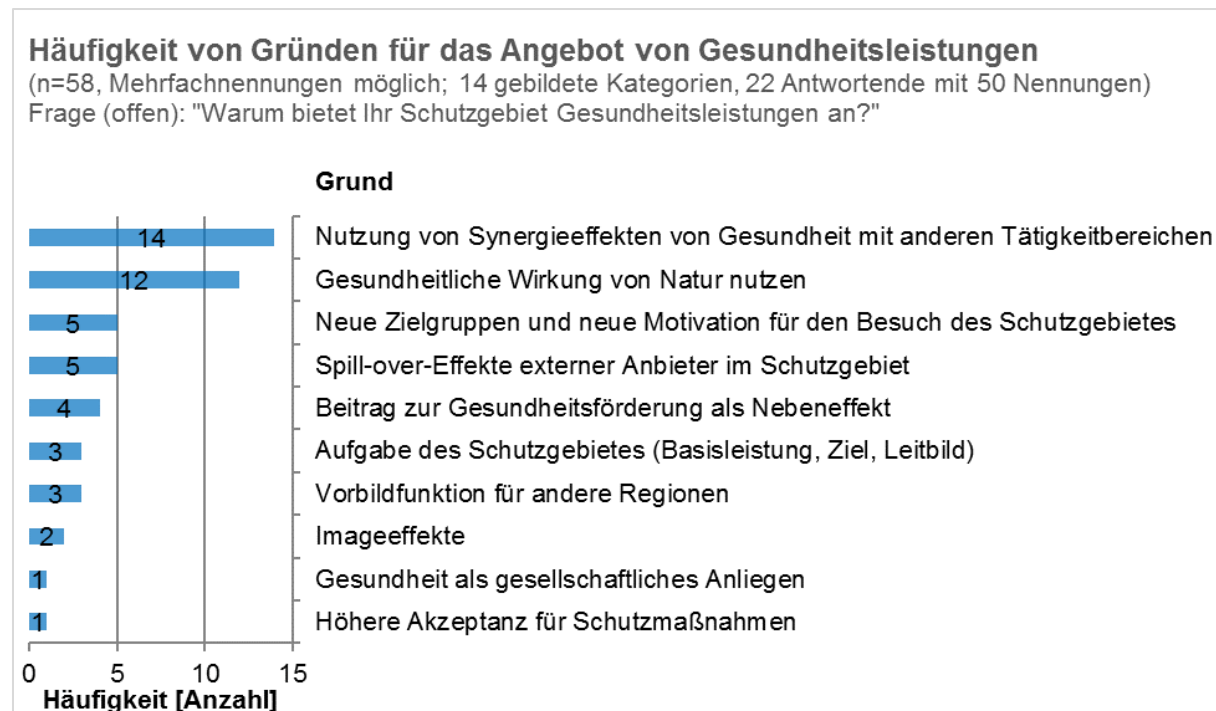 Häufigkeit von Gründen für das Angebot von Gesundheitsleistungen
(n=58, Mehrfachnennungen möglich; 14 gebildete Kategorien, 22 Antwortende mit 50 Nennungen)
Frage (offen): "Warum bietet Ihr Schutzgebiet Gesundheitsleistungen an?"
Grund
14 Nutzung von Synergieeffekten von Gesundheit mit anderen Tätigkeitbereichen
12 Gesundheitliche Wirkung von Natur nutzen
5 Neue Zielgruppen und neue Motivation für den Besuch des Schutzgebietes
5 Spill-over-Effekte externer Anbieter im Schutzgebiet
4 Beitrag zur Gesundheitsförderung als Nebeneffekt
3 Aufgabe des Schutzgebietes (Basisleistung, Ziel, Leitbild)
3 Vorbildfunktion für andere Regionen
2 Imageeffekte
1 Gesundheit als gesellschaftliches Anliegen
1 Höhere Akzeptanz für Schutzmaßnahmen
0 5 10 15
Häufigkeit [Anzahl]